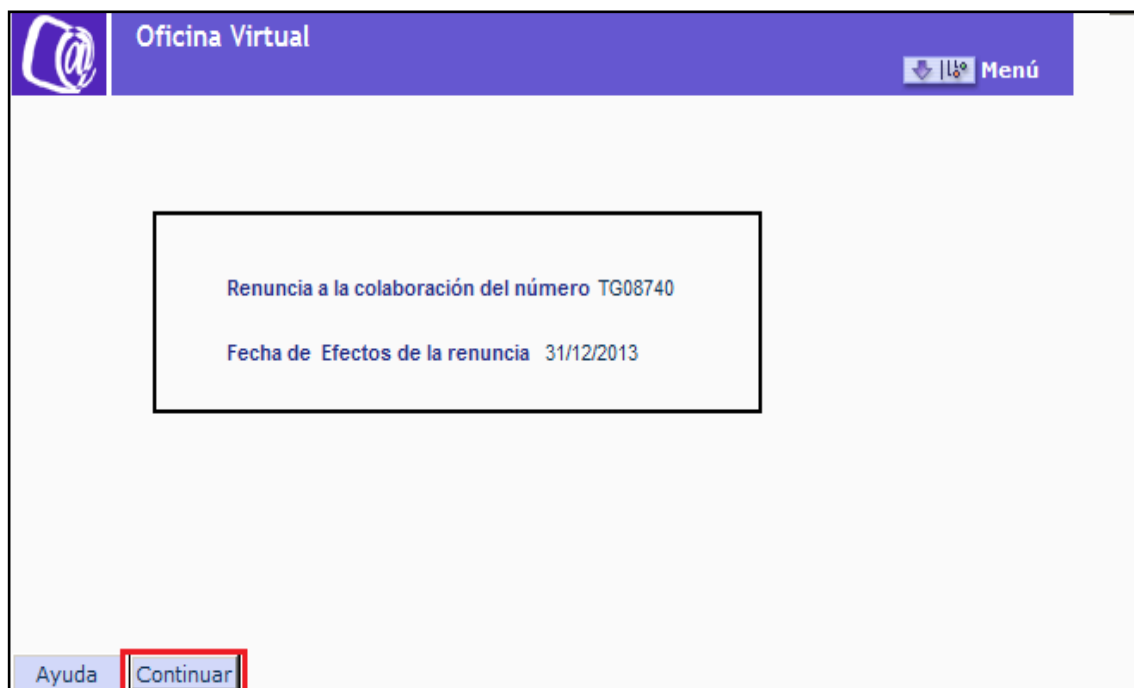 Oficina Virtual
Menú
Renuncia a la colaboración del número TG08740
Fecha de Efectos de la renuncia 31/12/2013
Ayuda Continuar